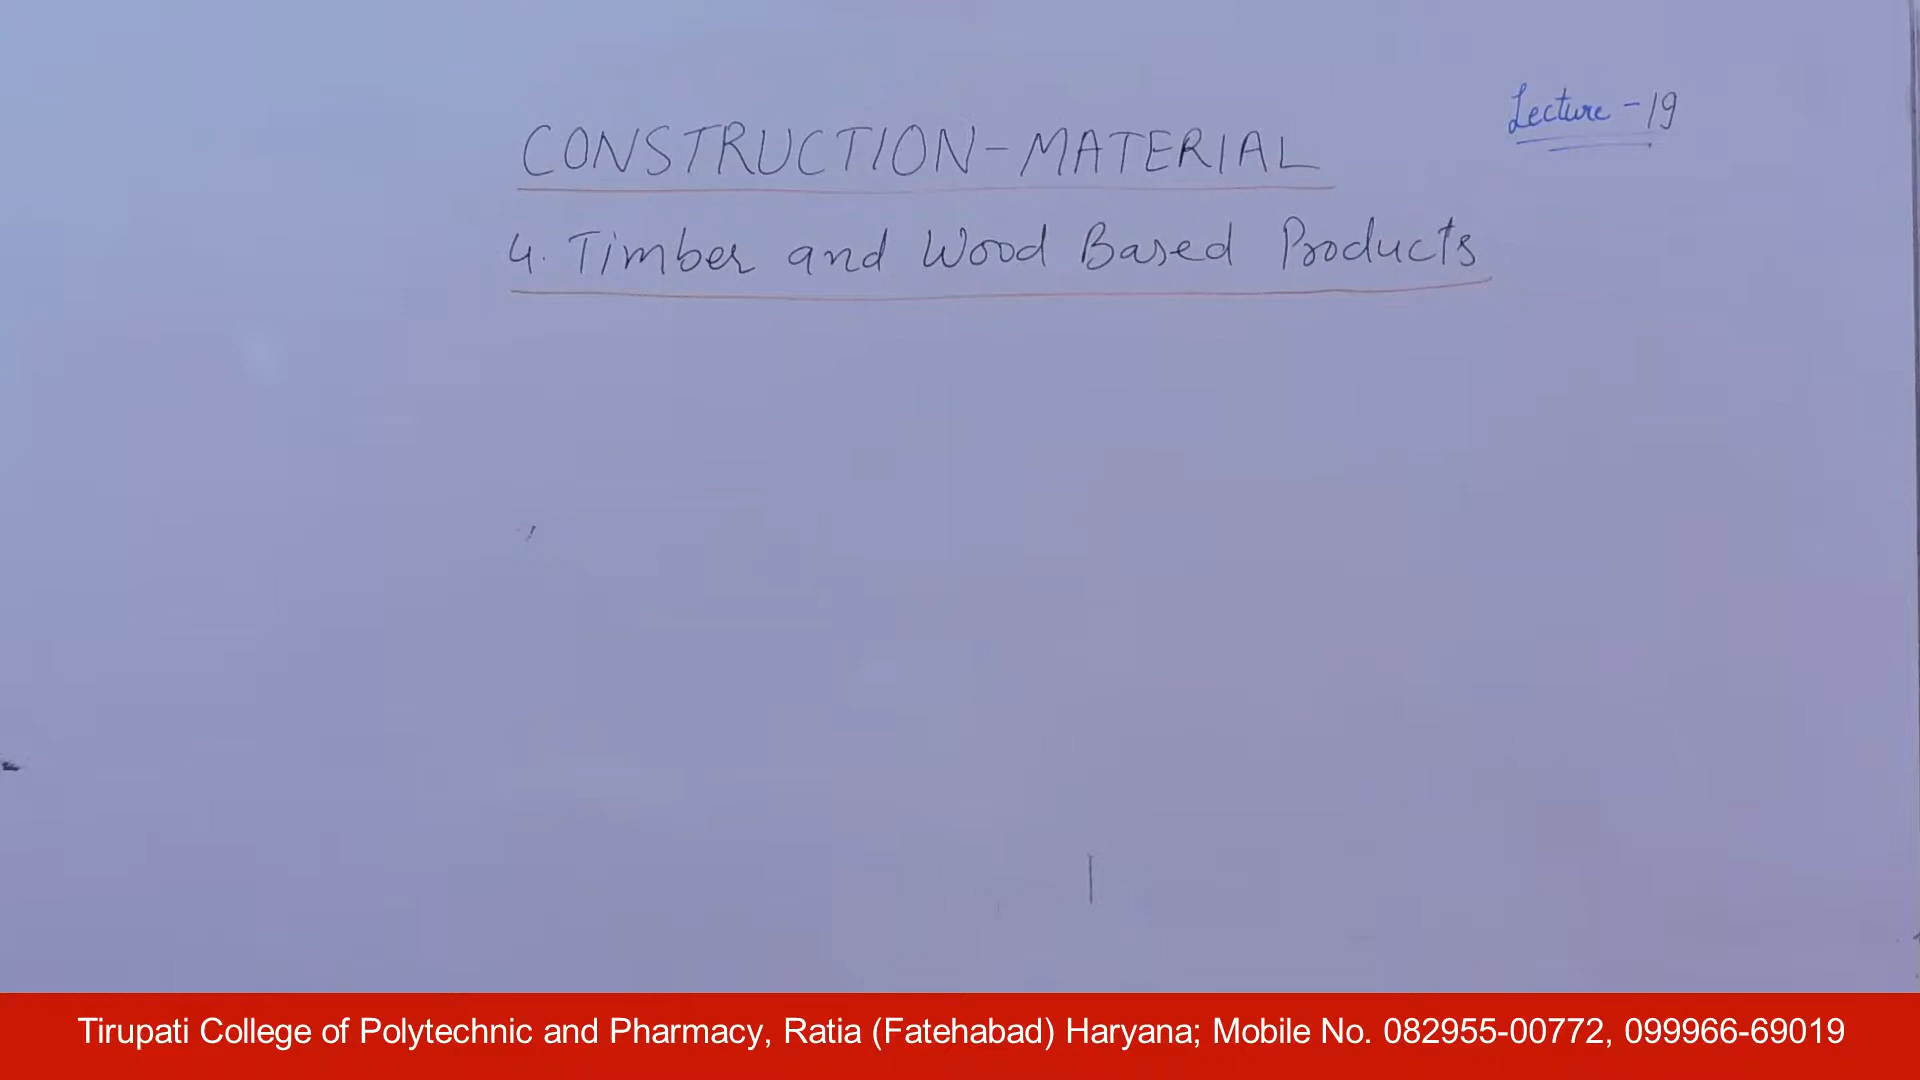 Lecture - 19
CONSTRUCTION-MATERIAL
4. Timber and Wood Based Products
Tirupati College of Polytechnic and Pharmacy, Ratia (Fatehabad) Haryana; Mobile No. 082955-00772, 099966-69019